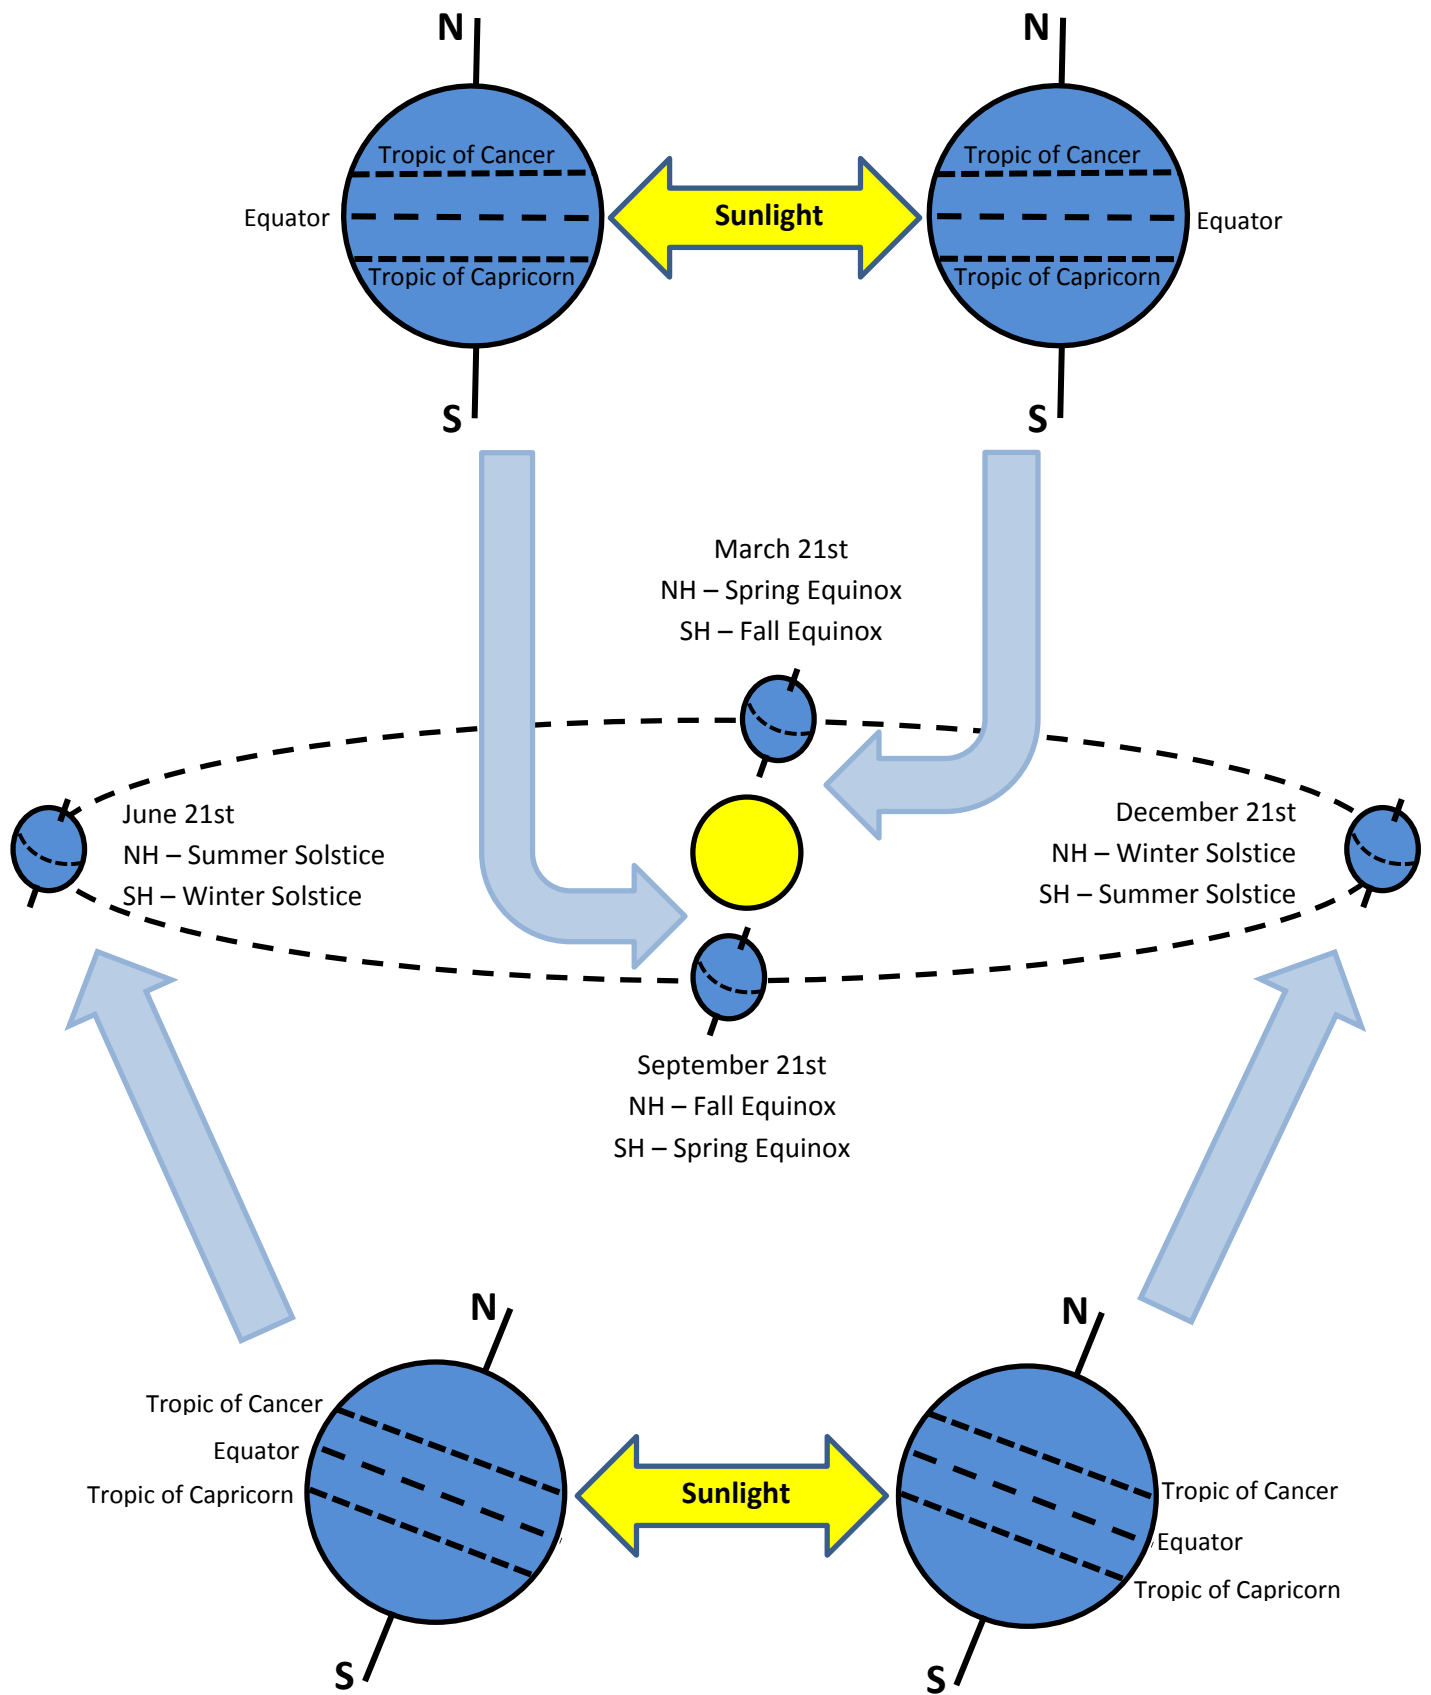 N
N
Tropic of Cancer
Tropic of Cancer
Equator
Sunlight
Equator
Tropic of Capricorn
Tropic of Capricorn
S
S
March 21st
NH – Spring Equinox
SH – Fall Equinox
June 21st
NH – Summer Solstice
SH – Winter Solstice
December 21st
NH – Winter Solstice
SH – Summer Solstice
September 21st
NH – Fall Equinox
SH – Spring Equinox
N
N
Tropic of Cancer
Equator
Tropic of Capricorn
Sunlight
Tropic of Cancer
Equator
Tropic of Capricorn
S
S